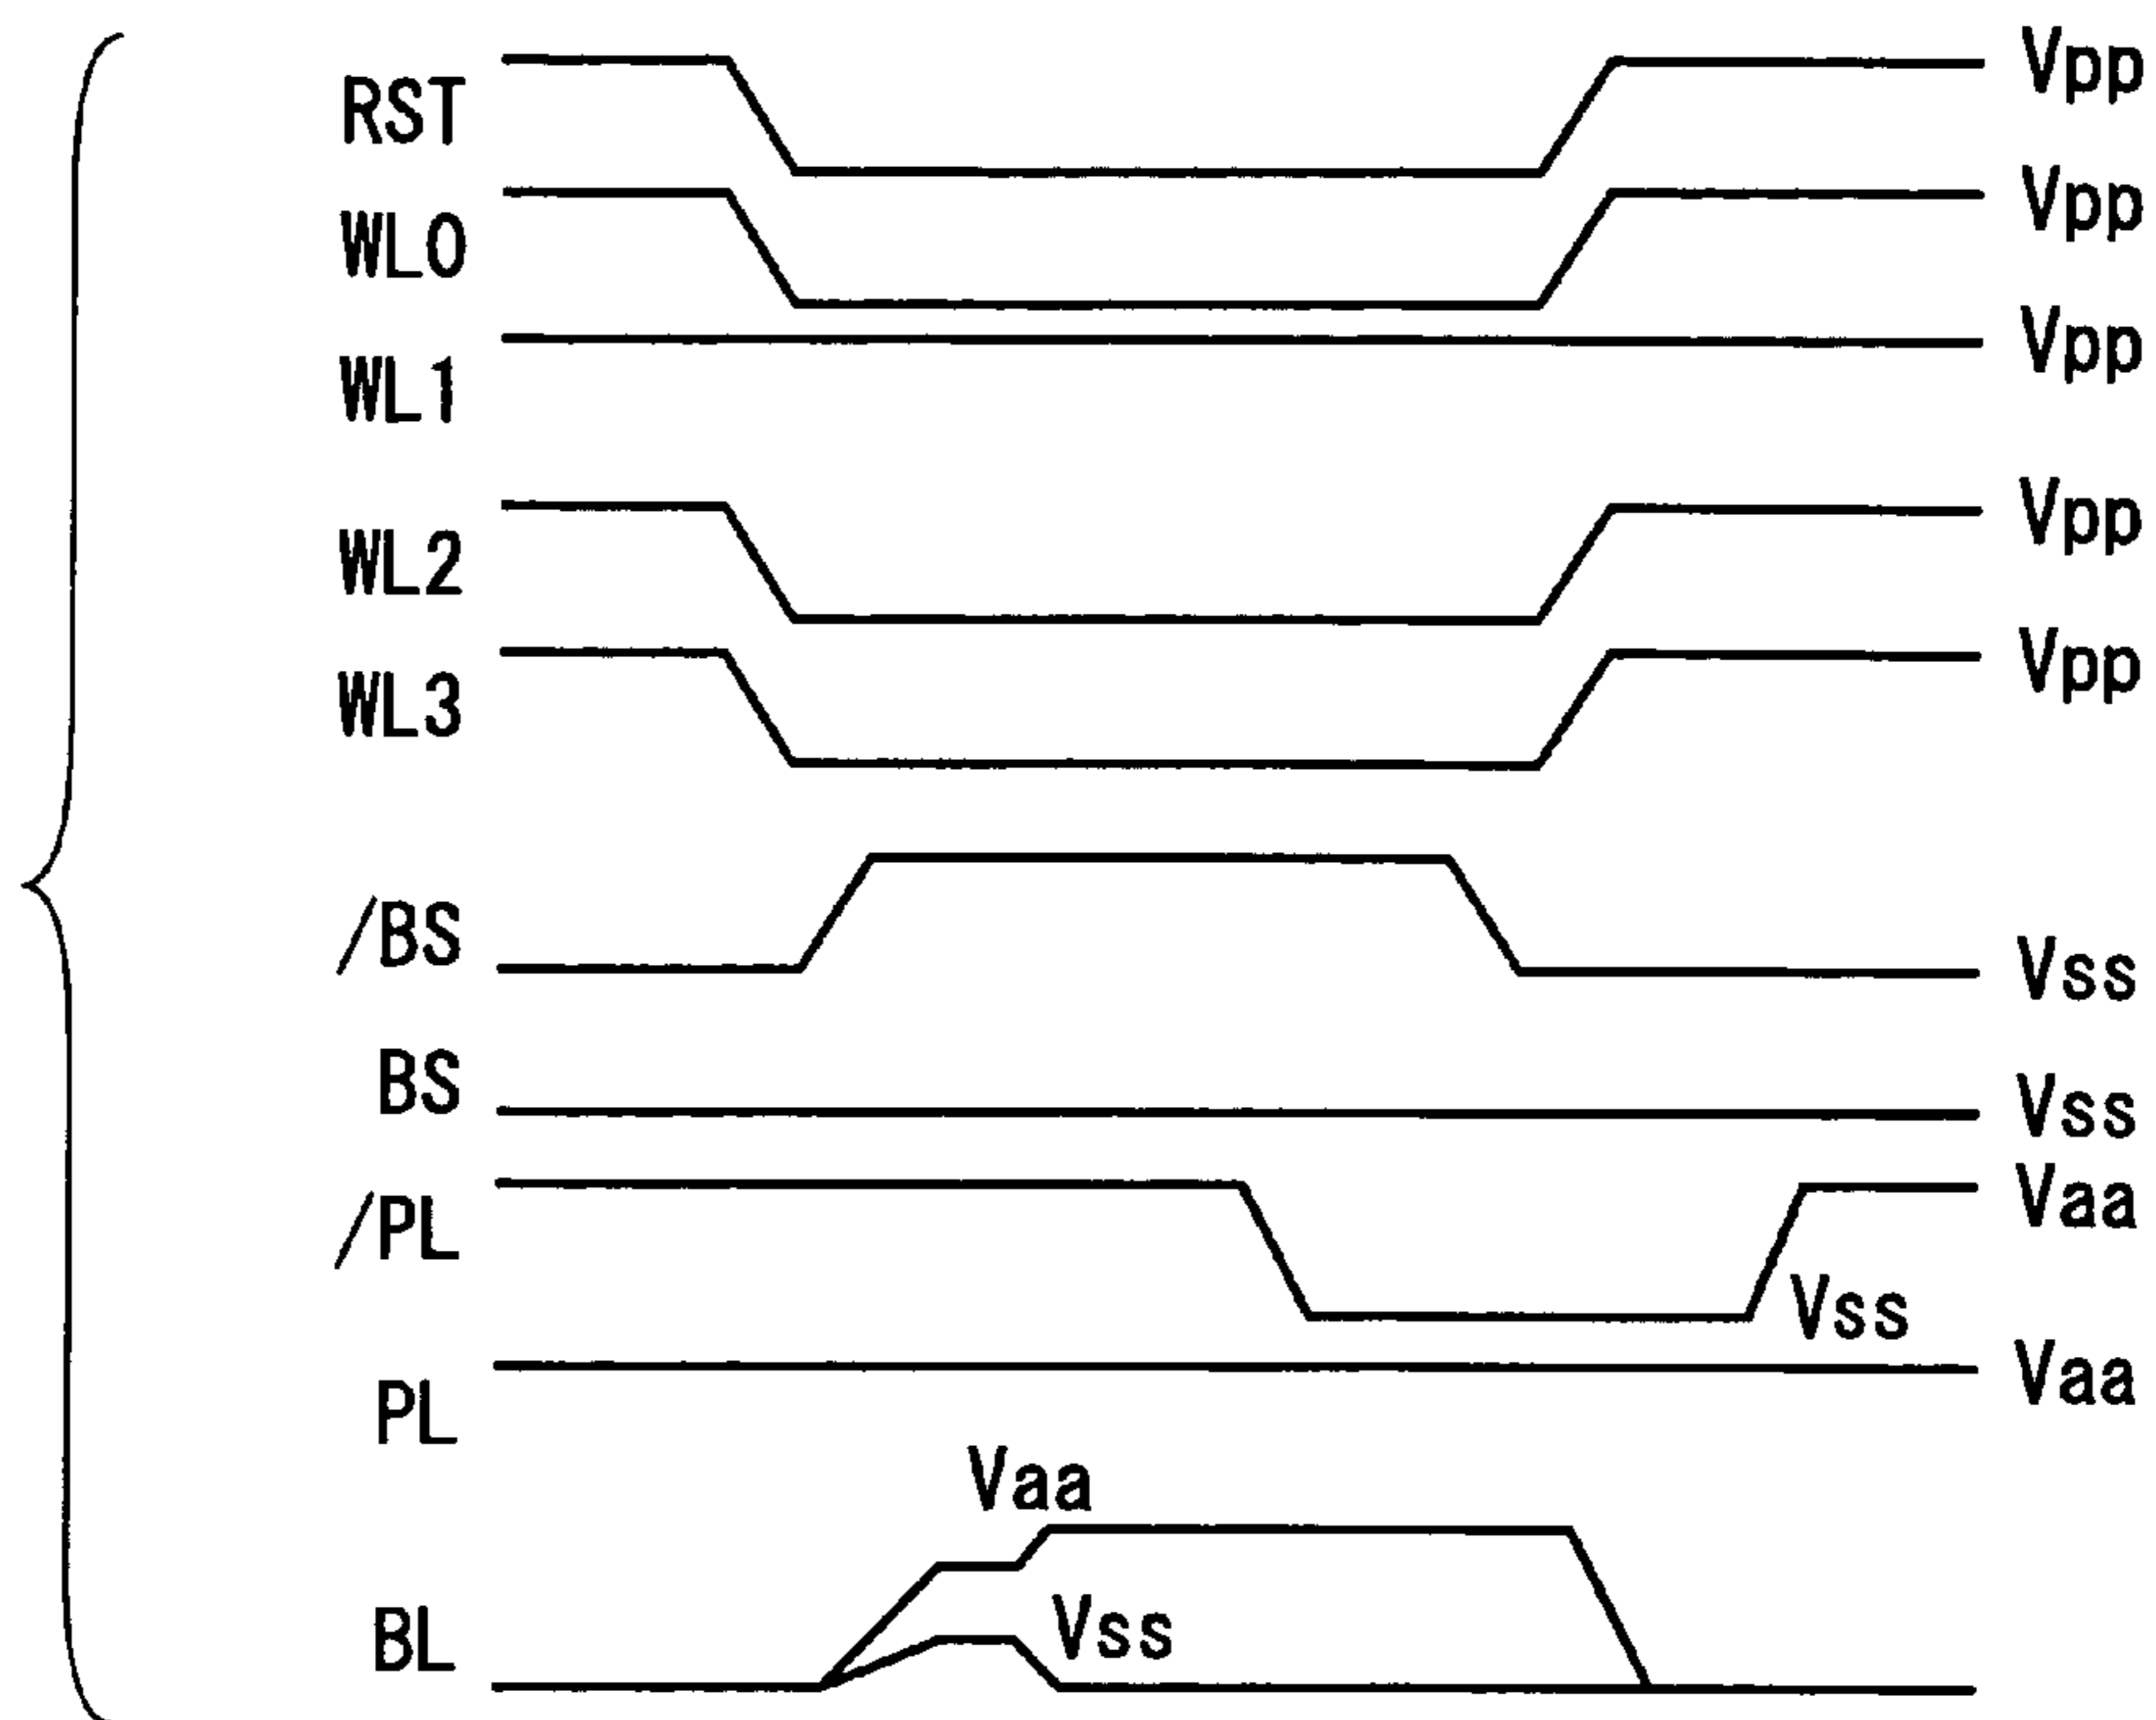 RST Vpp
WL0 Vpp
WL1 Vpp
WL2 Vpp
WL3 Vpp
/BS Vss
BS Vss
/PL Vaa
Vss
PL Vaa
Vaa
BL Vss